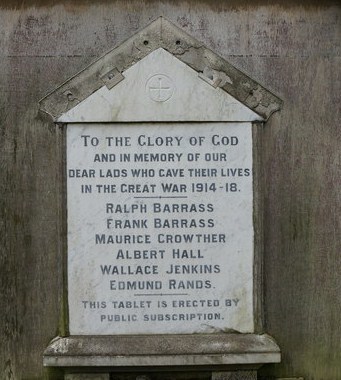 TO THE GLORY OF GOD
AND IN MEMORY OF OUR
DEAR LADS WHO GAVE THEIR LIVES
IN THE GREAT WAR 1914-18.
RALPH BARRASS
FRANK BARRASS
MAURICE CROWTHER
ALBERT HALL
WALLACE JENKINS
EDMUND RANDS.
THIS TABLET IS ERECTED BY
PUBLIC SUBSCRIPTION.